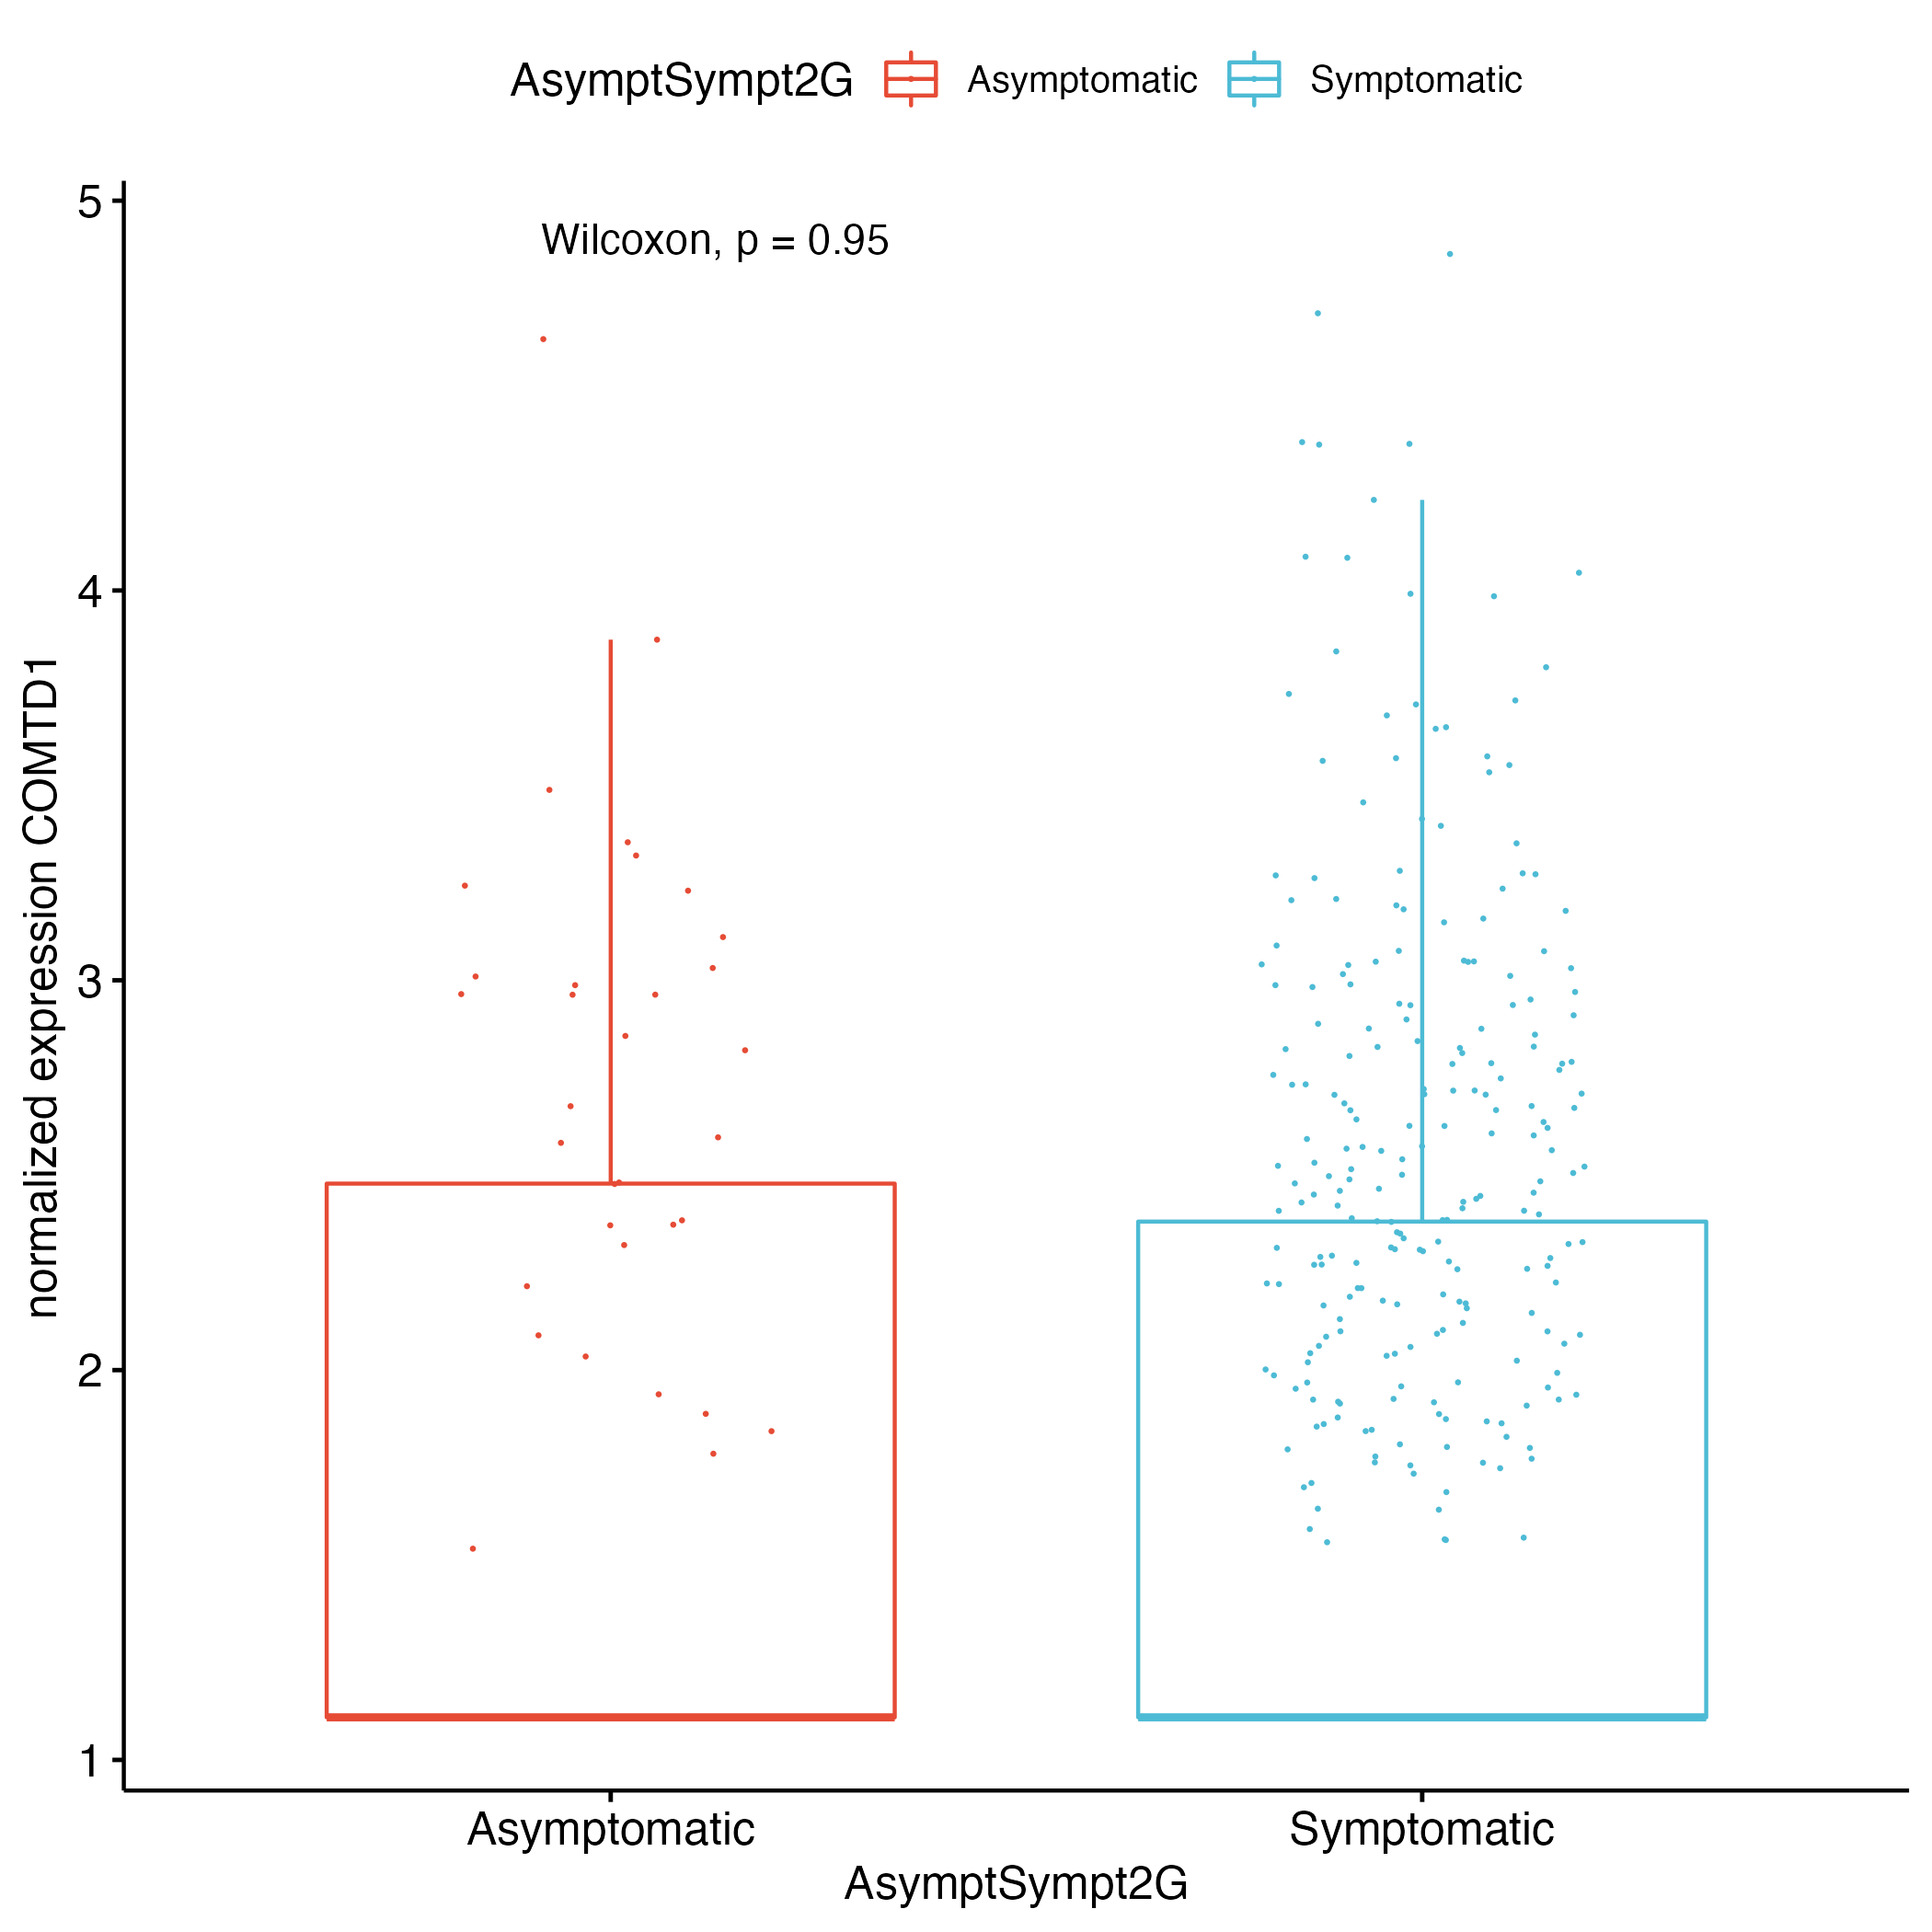 AsymptSympt2G Asymptomatic Symptomatic
5
Wilcoxon, p = 0.95
4
normalized expression COMTD1
3
2
1
Asymptomatic Symptomatic
AsymptSympt2G